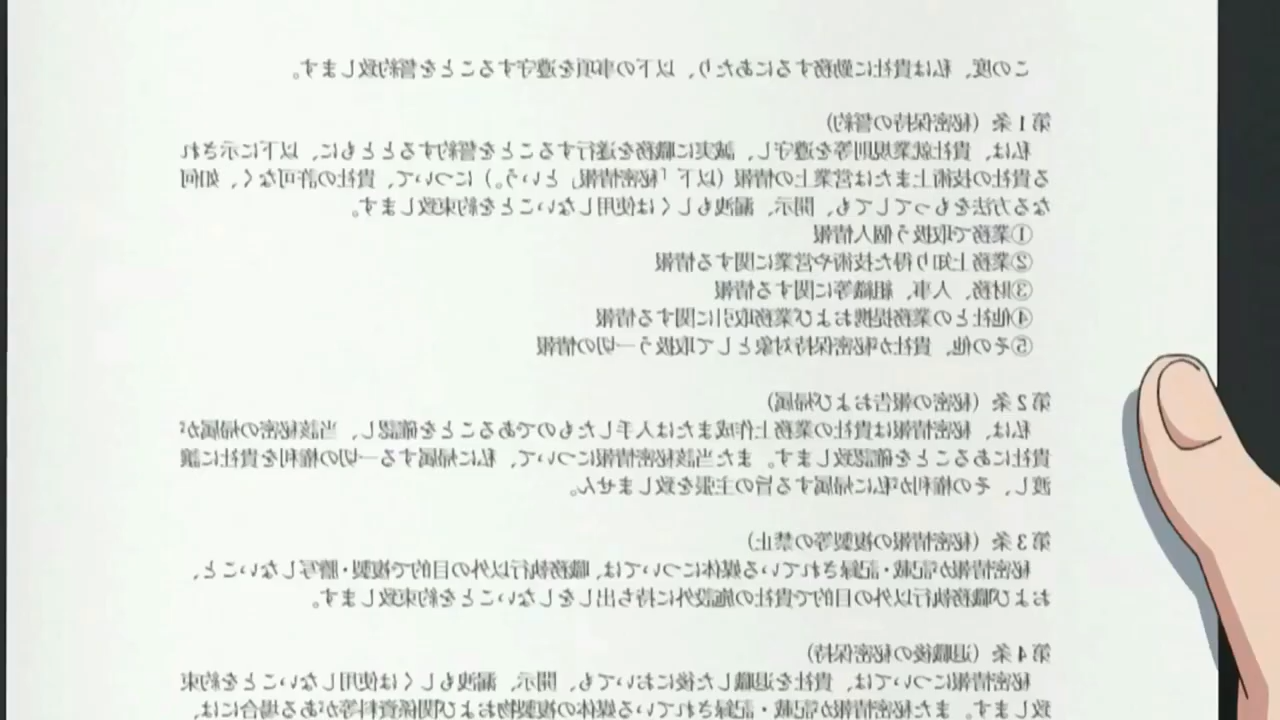 この度、私は貴社に勤務するにあたり、以下の事項を遵守することを誓約致します。
第1条（秘密保持の誓約）
私は、貴社就業規則等を遵守し、誠実に職務を遂行することを誓約するとともに、以下に示され
る貴社の技術上または営業上の情報（以下「秘密情報」という。）について、貴社の許可なく、如何
なる方法をもってしても、開示、漏洩もしくは使用しないことを約束致します。
①業務で取扱う個人情報
②業務上知り得た技術や営業に関する情報
③財務、人事、組織等に関する情報
④他社との業務提携および業務取引に関する情報
⑤その他、貴社が秘密保持対象として取扱う一切の情報
第2条（秘密の報告および帰属）
私は、秘密情報は貴社の業務上作成または入手したものであることを確認し、当該秘密の帰属が
貴社にあることを確認致します。また当該秘密情報について、私に帰属する一切の権利を貴社に譲
渡し、その権利が私に帰属する旨の主張を致しません。
第3条（秘密情報の複製等の禁止）
秘密情報が記載・記録されている媒体については、職務執行以外の目的で複製・謄写しないこと、
および職務執行以外の目的で貴社の施設外に持ち出しをしないことを約束致します。
第4条（退職後の秘密保持）
秘密情報については、貴社を退職した後においても、開示、漏洩もしくは使用しないことを約束
致します。また秘密情報が記載・記録されている媒体の複製物および関係資料等がある場合には、